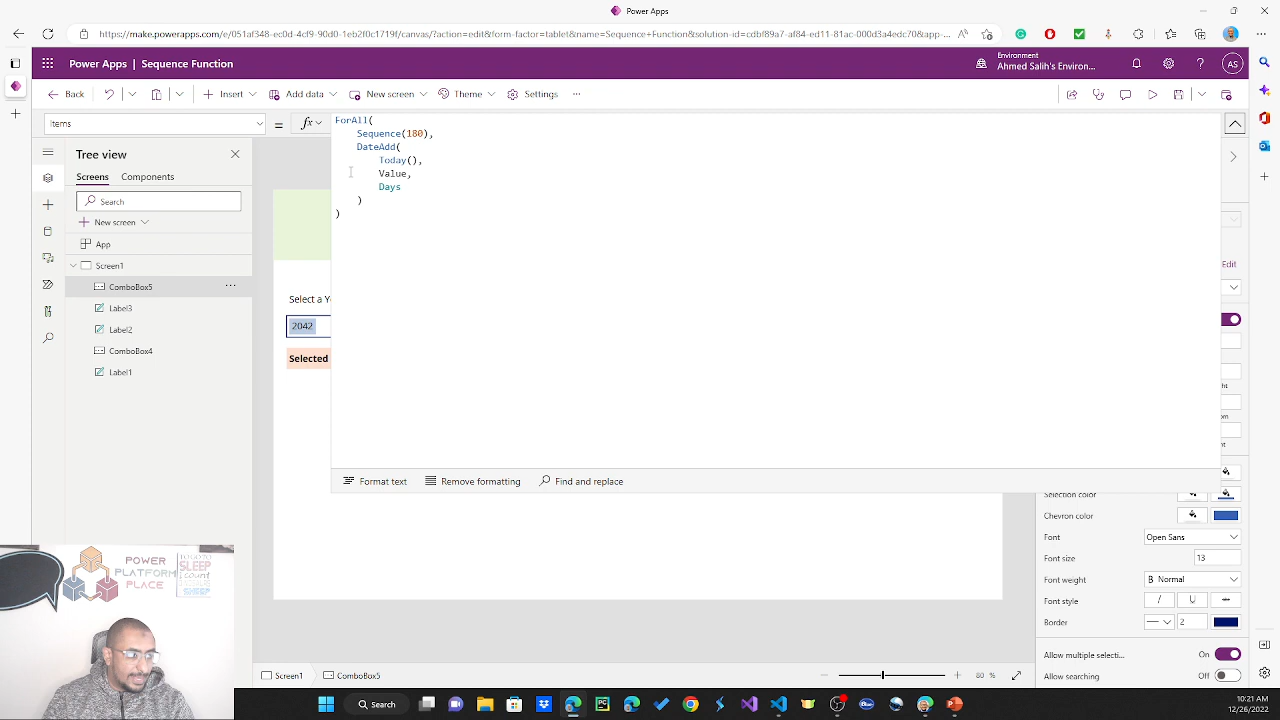 Power Apps
https://make.powerapps.com/e/051af348-ec0d-4cf9-90d0-1eb2f0c1719f/canvas/?action=edit&form-factor=tablet&name=Sequence+Function&solution-id=cdbf89a7-af84-ed11-81ac-000d3a4edc70&app-
Power Apps | Sequence Function
Environment
Ahmed Salih's Environ...
AS
Back
Insert
Add data
New screen
Theme
Settings
Items
=
fx
ForAll(
Sequence(180),
DateAdd(
Today(),
Value,
Days
)
)
Tree view
Screens
Components
Search
New screen
App
Screen1
ComboBox5
Label3
Label2
ComboBox4
Label1
Select a Y
2042
Selected
Edit
Format text
Remove formatting
Find and replace
Selection color
Chevron color
Font
Open Sans
Font size
13
Font weight
B Normal
Font style
Border
2
Allow multiple selecti...
On
Allow searching
Off
POWER
PLATFORM
PLACE
SLEEP
Screen1
ComboBox5
80 %
Search
10:21 AM
12/26/2022